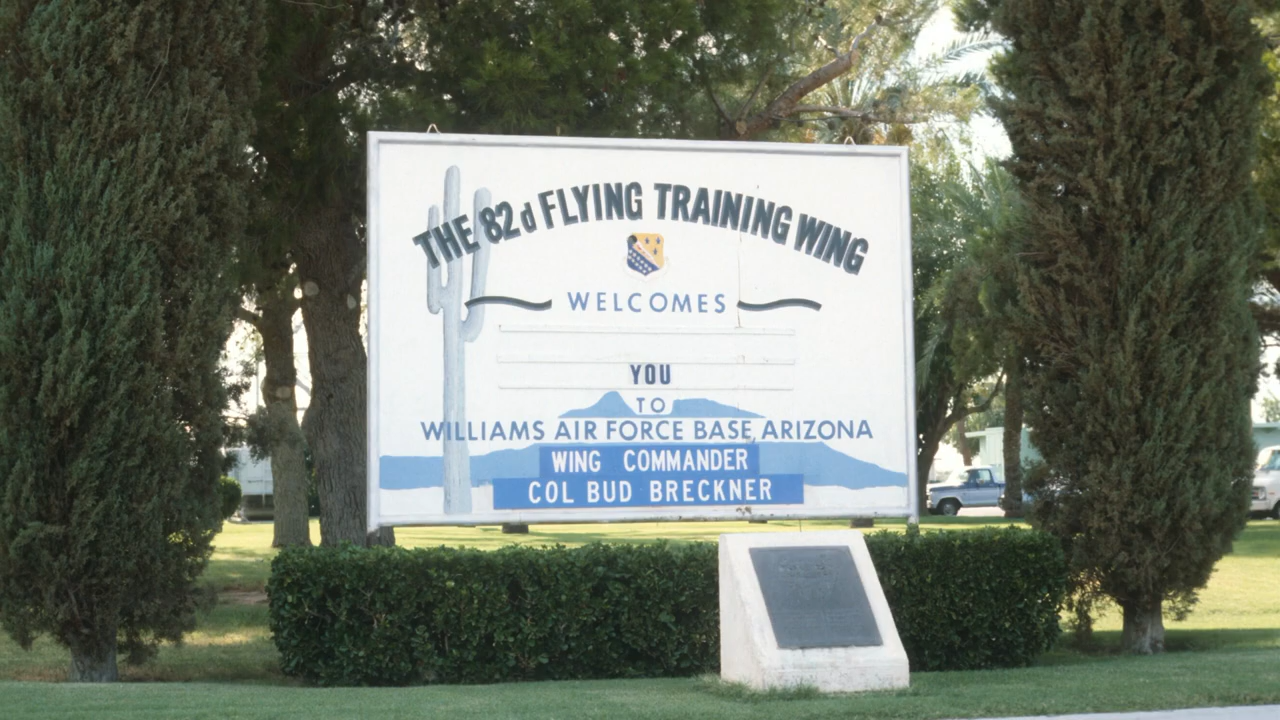 THE 82d FLYING TRAINING WING
WELCOMES
YOU
TO
WILLIAMS AIR FORCE BASE, ARIZONA
WING COMMANDER
COL BUD BRECKNER